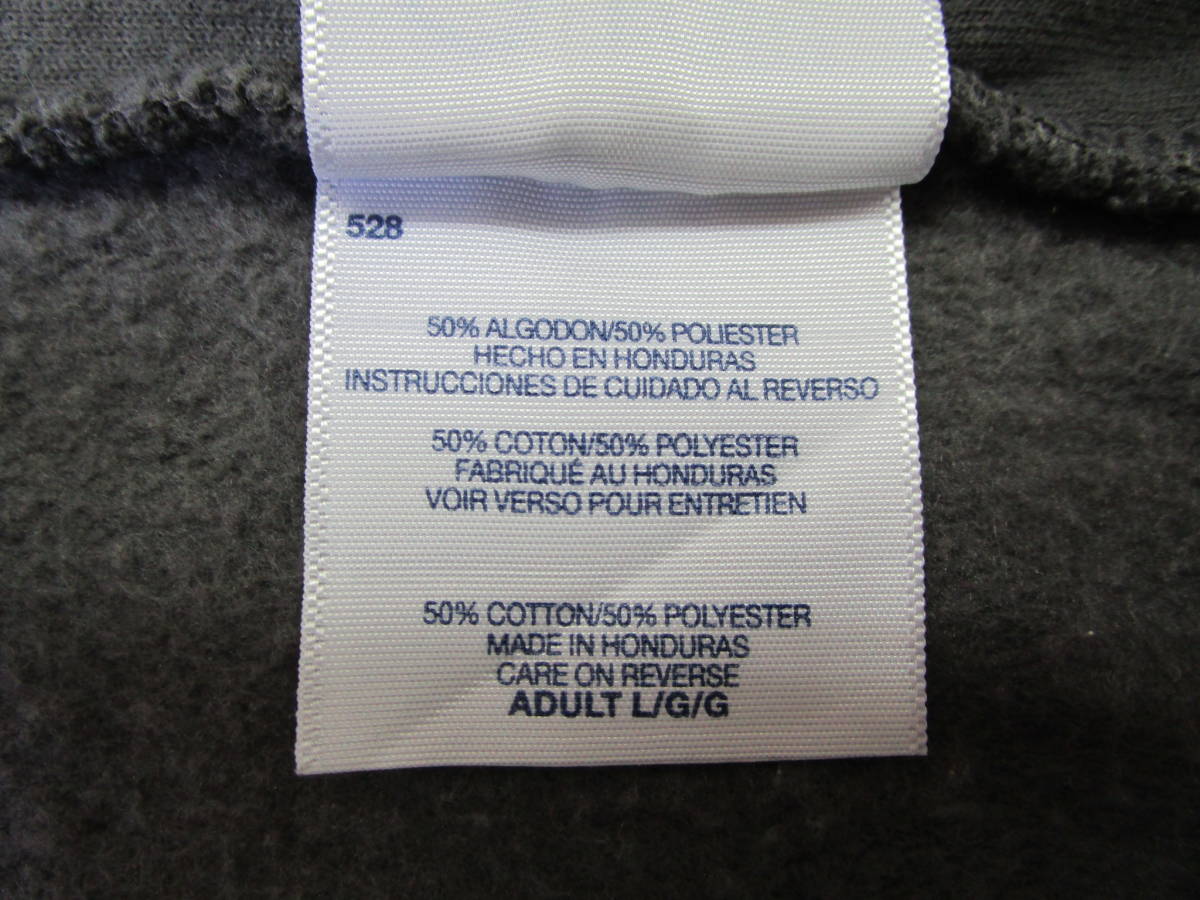 528
50% ALGODON/50% POLIESTER
HECHO EN HONDURAS
INSTRUCCIONES DE CUIDADO AL REVERSO
50% COTON/50% POLYESTER
FABRIQUÉ AU HONDURAS
VOIR VERSO POUR ENTRETIEN
50% COTTON/50% POLYESTER
MADE IN HONDURAS
CARE ON REVERSE
ADULT L/G/G